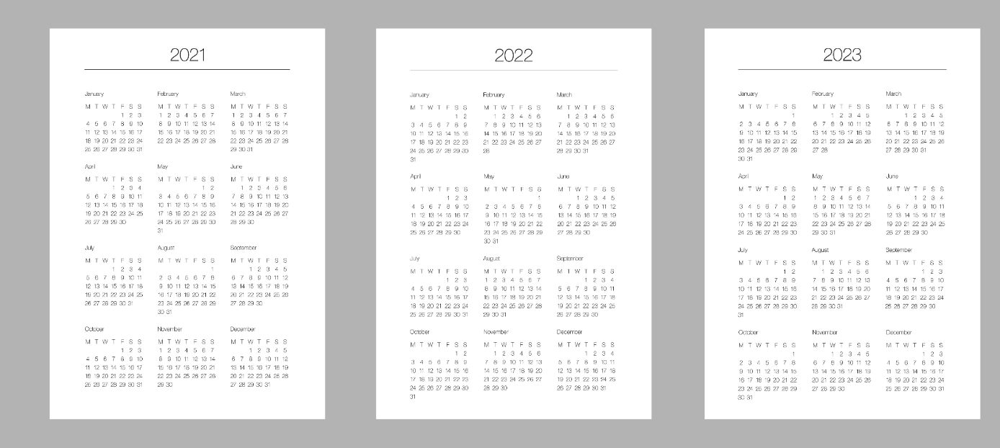 2021
January
M T W T F S S
1 2 3
4 5 6 7 8 9 10
11 12 13 14 15 16 17
18 19 20 21 22 23 24
25 26 27 28 29 30 31
February
M T W T F S S
1 2 3 4 5 6 7
8 9 10 11 12 13 14
15 16 17 18 19 20 21
22 23 24 25 26 27 28
March
M T W T F S S
1 2 3 4 5 6 7
8 9 10 11 12 13 14
15 16 17 18 19 20 21
22 23 24 25 26 27 28
29 30 31
April
M T W T F S S
1 2 3 4
5 6 7 8 9 10 11
12 13 14 15 16 17 18
19 20 21 22 23 24 25
26 27 28 29 30
May
M T W T F S S
1 2
3 4 5 6 7 8 9
10 11 12 13 14 15 16
17 18 19 20 21 22 23
24 25 26 27 28 29 30
31
June
M T W T F S S
1 2 3 4 5 6
7 8 9 10 11 12 13
14 15 16 17 18 19 20
21 22 23 24 25 26 27
28 29 30
July
M T W T F S S
1 2 3 4
5 6 7 8 9 10 11
12 13 14 15 16 17 18
19 20 21 22 23 24 25
26 27 28 29 30 31
August
M T W T F S S
1
2 3 4 5 6 7 8
9 10 11 12 13 14 15
16 17 18 19 20 21 22
23 24 25 26 27 28 29
30 31
September
M T W T F S S
1 2 3 4 5
6 7 8 9 10 11 12
13 14 15 16 17 18 19
20 21 22 23 24 25 26
27 28 29 30
October
M T W T F S S
1 2 3
4 5 6 7 8 9 10
11 12 13 14 15 16 17
18 19 20 21 22 23 24
25 26 27 28 29 30 31
November
M T W T F S S
1 2 3 4 5 6 7
8 9 10 11 12 13 14
15 16 17 18 19 20 21
22 23 24 25 26 27 28
29 30
December
M T W T F S S
1 2 3 4 5
6 7 8 9 10 11 12
13 14 15 16 17 18 19
20 21 22 23 24 25 26
27 28 29 30 31
2022
January
M T W T F S S
1 2
3 4 5 6 7 8 9
10 11 12 13 14 15 16
17 18 19 20 21 22 23
24 25 26 27 28 29 30
31
February
M T W T F S S
1 2 3 4 5 6
7 8 9 10 11 12 13
14 15 16 17 18 19 20
21 22 23 24 25 26 27
28
March
M T W T F S S
1 2 3 4 5 6
7 8 9 10 11 12 13
14 15 16 17 18 19 20
21 22 23 24 25 26 27
28 29 30 31
April
M T W T F S S
1 2 3
4 5 6 7 8 9 10
11 12 13 14 15 16 17
18 19 20 21 22 23 24
25 26 27 28 29 30
May
M T W T F S S
1
2 3 4 5 6 7 8
9 10 11 12 13 14 15
16 17 18 19 20 21 22
23 24 25 26 27 28 29
30 31
June
M T W T F S S
1 2 3 4 5
6 7 8 9 10 11 12
13 14 15 16 17 18 19
20 21 22 23 24 25 26
27 28 29 30
July
M T W T F S S
1 2 3
4 5 6 7 8 9 10
11 12 13 14 15 16 17
18 19 20 21 22 23 24
25 26 27 28 29 30 31
August
M T W T F S S
1 2 3 4 5 6 7
8 9 10 11 12 13 14
15 16 17 18 19 20 21
22 23 24 25 26 27 28
29 30 31
September
M T W T F S S
1 2 3 4
5 6 7 8 9 10 11
12 13 14 15 16 17 18
19 20 21 22 23 24 25
26 27 28 29 30
October
M T W T F S S
1 2
3 4 5 6 7 8 9
10 11 12 13 14 15 16
17 18 19 20 21 22 23
24 25 26 27 28 29 30
31
November
M T W T F S S
1 2 3 4 5 6
7 8 9 10 11 12 13
14 15 16 17 18 19 20
21 22 23 24 25 26 27
28 29 30
December
M T W T F S S
1 2 3 4
5 6 7 8 9 10 11
12 13 14 15 16 17 18
19 20 21 22 23 24 25
26 27 28 29 30 31
2023
January
M T W T F S S
1
2 3 4 5 6 7 8
9 10 11 12 13 14 15
16 17 18 19 20 21 22
23 24 25 26 27 28 29
30 31
February
M T W T F S S
1 2 3 4 5
6 7 8 9 10 11 12
13 14 15 16 17 18 19
20 21 22 23 24 25 26
27 28
March
M T W T F S S
1 2 3 4 5
6 7 8 9 10 11 12
13 14 15 16 17 18 19
20 21 22 23 24 25 26
27 28 29 30 31
April
M T W T F S S
1 2
3 4 5 6 7 8 9
10 11 12 13 14 15 16
17 18 19 20 21 22 23
24 25 26 27 28 29 30
May
M T W T F S S
1 2 3 4 5 6 7
8 9 10 11 12 13 14
15 16 17 18 19 20 21
22 23 24 25 26 27 28
29 30 31
June
M T W T F S S
1 2 3 4
5 6 7 8 9 10 11
12 13 14 15 16 17 18
19 20 21 22 23 24 25
26 27 28 29 30
July
M T W T F S S
1 2
3 4 5 6 7 8 9
10 11 12 13 14 15 16
17 18 19 20 21 22 23
24 25 26 27 28 29 30
31
August
M T W T F S S
1 2 3 4 5 6
7 8 9 10 11 12 13
14 15 16 17 18 19 20
21 22 23 24 25 26 27
28 29 30 31
September
M T W T F S S
1 2 3
4 5 6 7 8 9 10
11 12 13 14 15 16 17
18 19 20 21 22 23 24
25 26 27 28 29 30
October
M T W T F S S
1
2 3 4 5 6 7 8
9 10 11 12 13 14 15
16 17 18 19 20 21 22
23 24 25 26 27 28 29
30 31
November
M T W T F S S
1 2 3 4 5
6 7 8 9 10 11 12
13 14 15 16 17 18 19
20 21 22 23 24 25 26
27 28 29 30
December
M T W T F S S
1 2 3
4 5 6 7 8 9 10
11 12 13 14 15 16 17
18 19 20 21 22 23 24
25 26 27 28 29 30 31